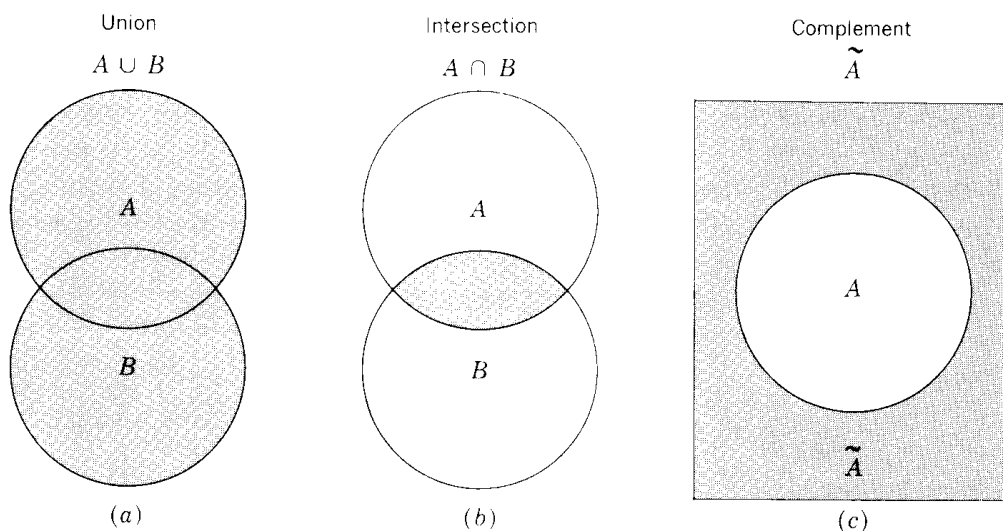 Union
A ∪ B
A
B
(a)
Intersection
A ∩ B
A
B
(b)
Complement
Ã
A
Ã
(c)